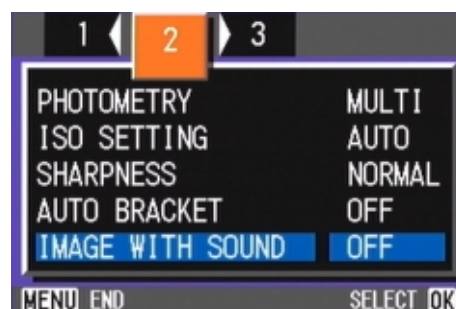 1 2 3
PHOTOMETRY MULTI
ISO SETTING AUTO
SHARPNESS NORMAL
AUTO BRACKET OFF
IMAGE WITH SOUND OFF
MENU END SELECT OK